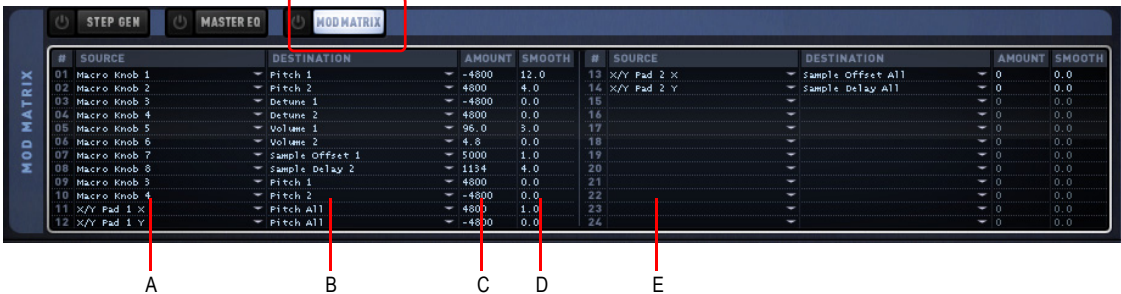 STEP GEN MASTER EQ MOD MATRIX
MOD MATRIX
# SOURCE DESTINATION AMOUNT SMOOTH # SOURCE DESTINATION AMOUNT SMOOTH
01 Macro Knob 1 Pitch 1 -4800 12.0 13 X/Y Pad 2 X Sample Offset All 0 0.0
02 Macro Knob 2 Pitch 2 4800 4.0 14 X/Y Pad 2 Y Sample Delay All 0 0.0
03 Macro Knob 3 Detune 1 -4800 0.0 15 0 0.0
04 Macro Knob 4 Detune 2 4800 0.0 16 0 0.0
05 Macro Knob 5 Volume 1 96.0 3.0 17 0 0.0
06 Macro Knob 6 Volume 2 4.8 0.0 18 0 0.0
07 Macro Knob 7 Sample Offset 1 5000 1.0 19 0 0.0
08 Macro Knob 8 Sample Delay 2 1134 4.0 20 0 0.0
09 Macro Knob 3 Pitch 1 4800 0.0 21 0 0.0
10 Macro Knob 4 Pitch 2 -4800 0.0 22 0 0.0
11 X/Y Pad 1 X Pitch All 4800 1.0 23 0 0.0
12 X/Y Pad 1 Y Pitch All -4800 0.0 24 0 0.0
A B C D E